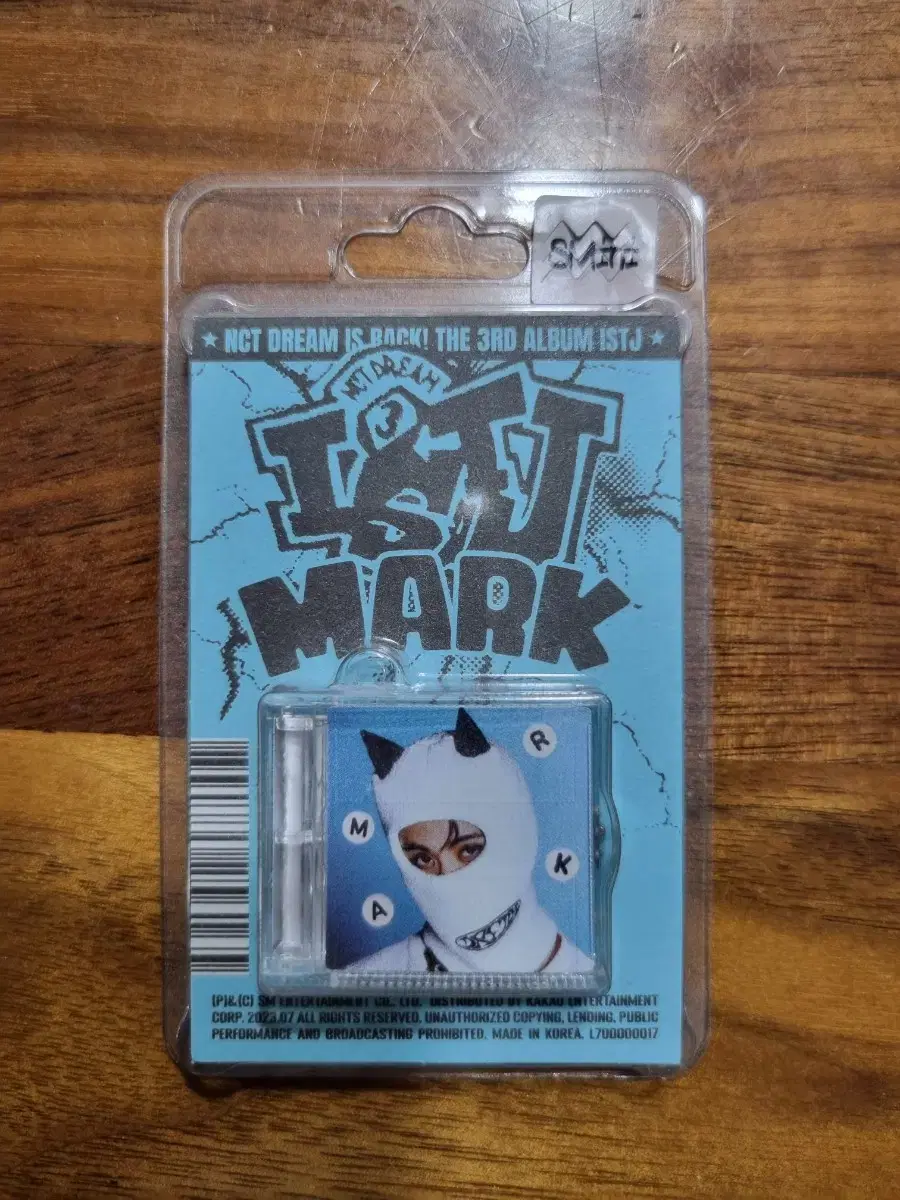 SMini
★ NCT DREAM IS BACK! THE 3RD ALBUM ISTJ ★
NCT DREAM
3
ISTJ
MARK
R
M
K
A
(P)&(C) SM ENTERTAINMENT CO., LTD. DISTRIBUTED BY KAKAO ENTERTAINMENT
CORP. 2023.07 ALL RIGHTS RESERVED. UNAUTHORIZED COPYING, LENDING, PUBLIC
PERFORMANCE AND BROADCASTING PROHIBITED. MADE IN KOREA. L700000017